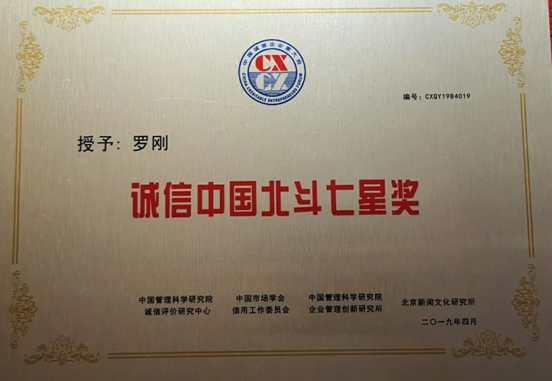 CX
CZ
编号：CXQY1984019
授予：罗刚
诚信中国北斗七星奖
中国管理科学研究院 中国市场学会 中国管理科学研究院 北京新闻文化研究所
诚信评价研究中心 信用工作委员会 企业管理创新研究所
二〇一九年四月